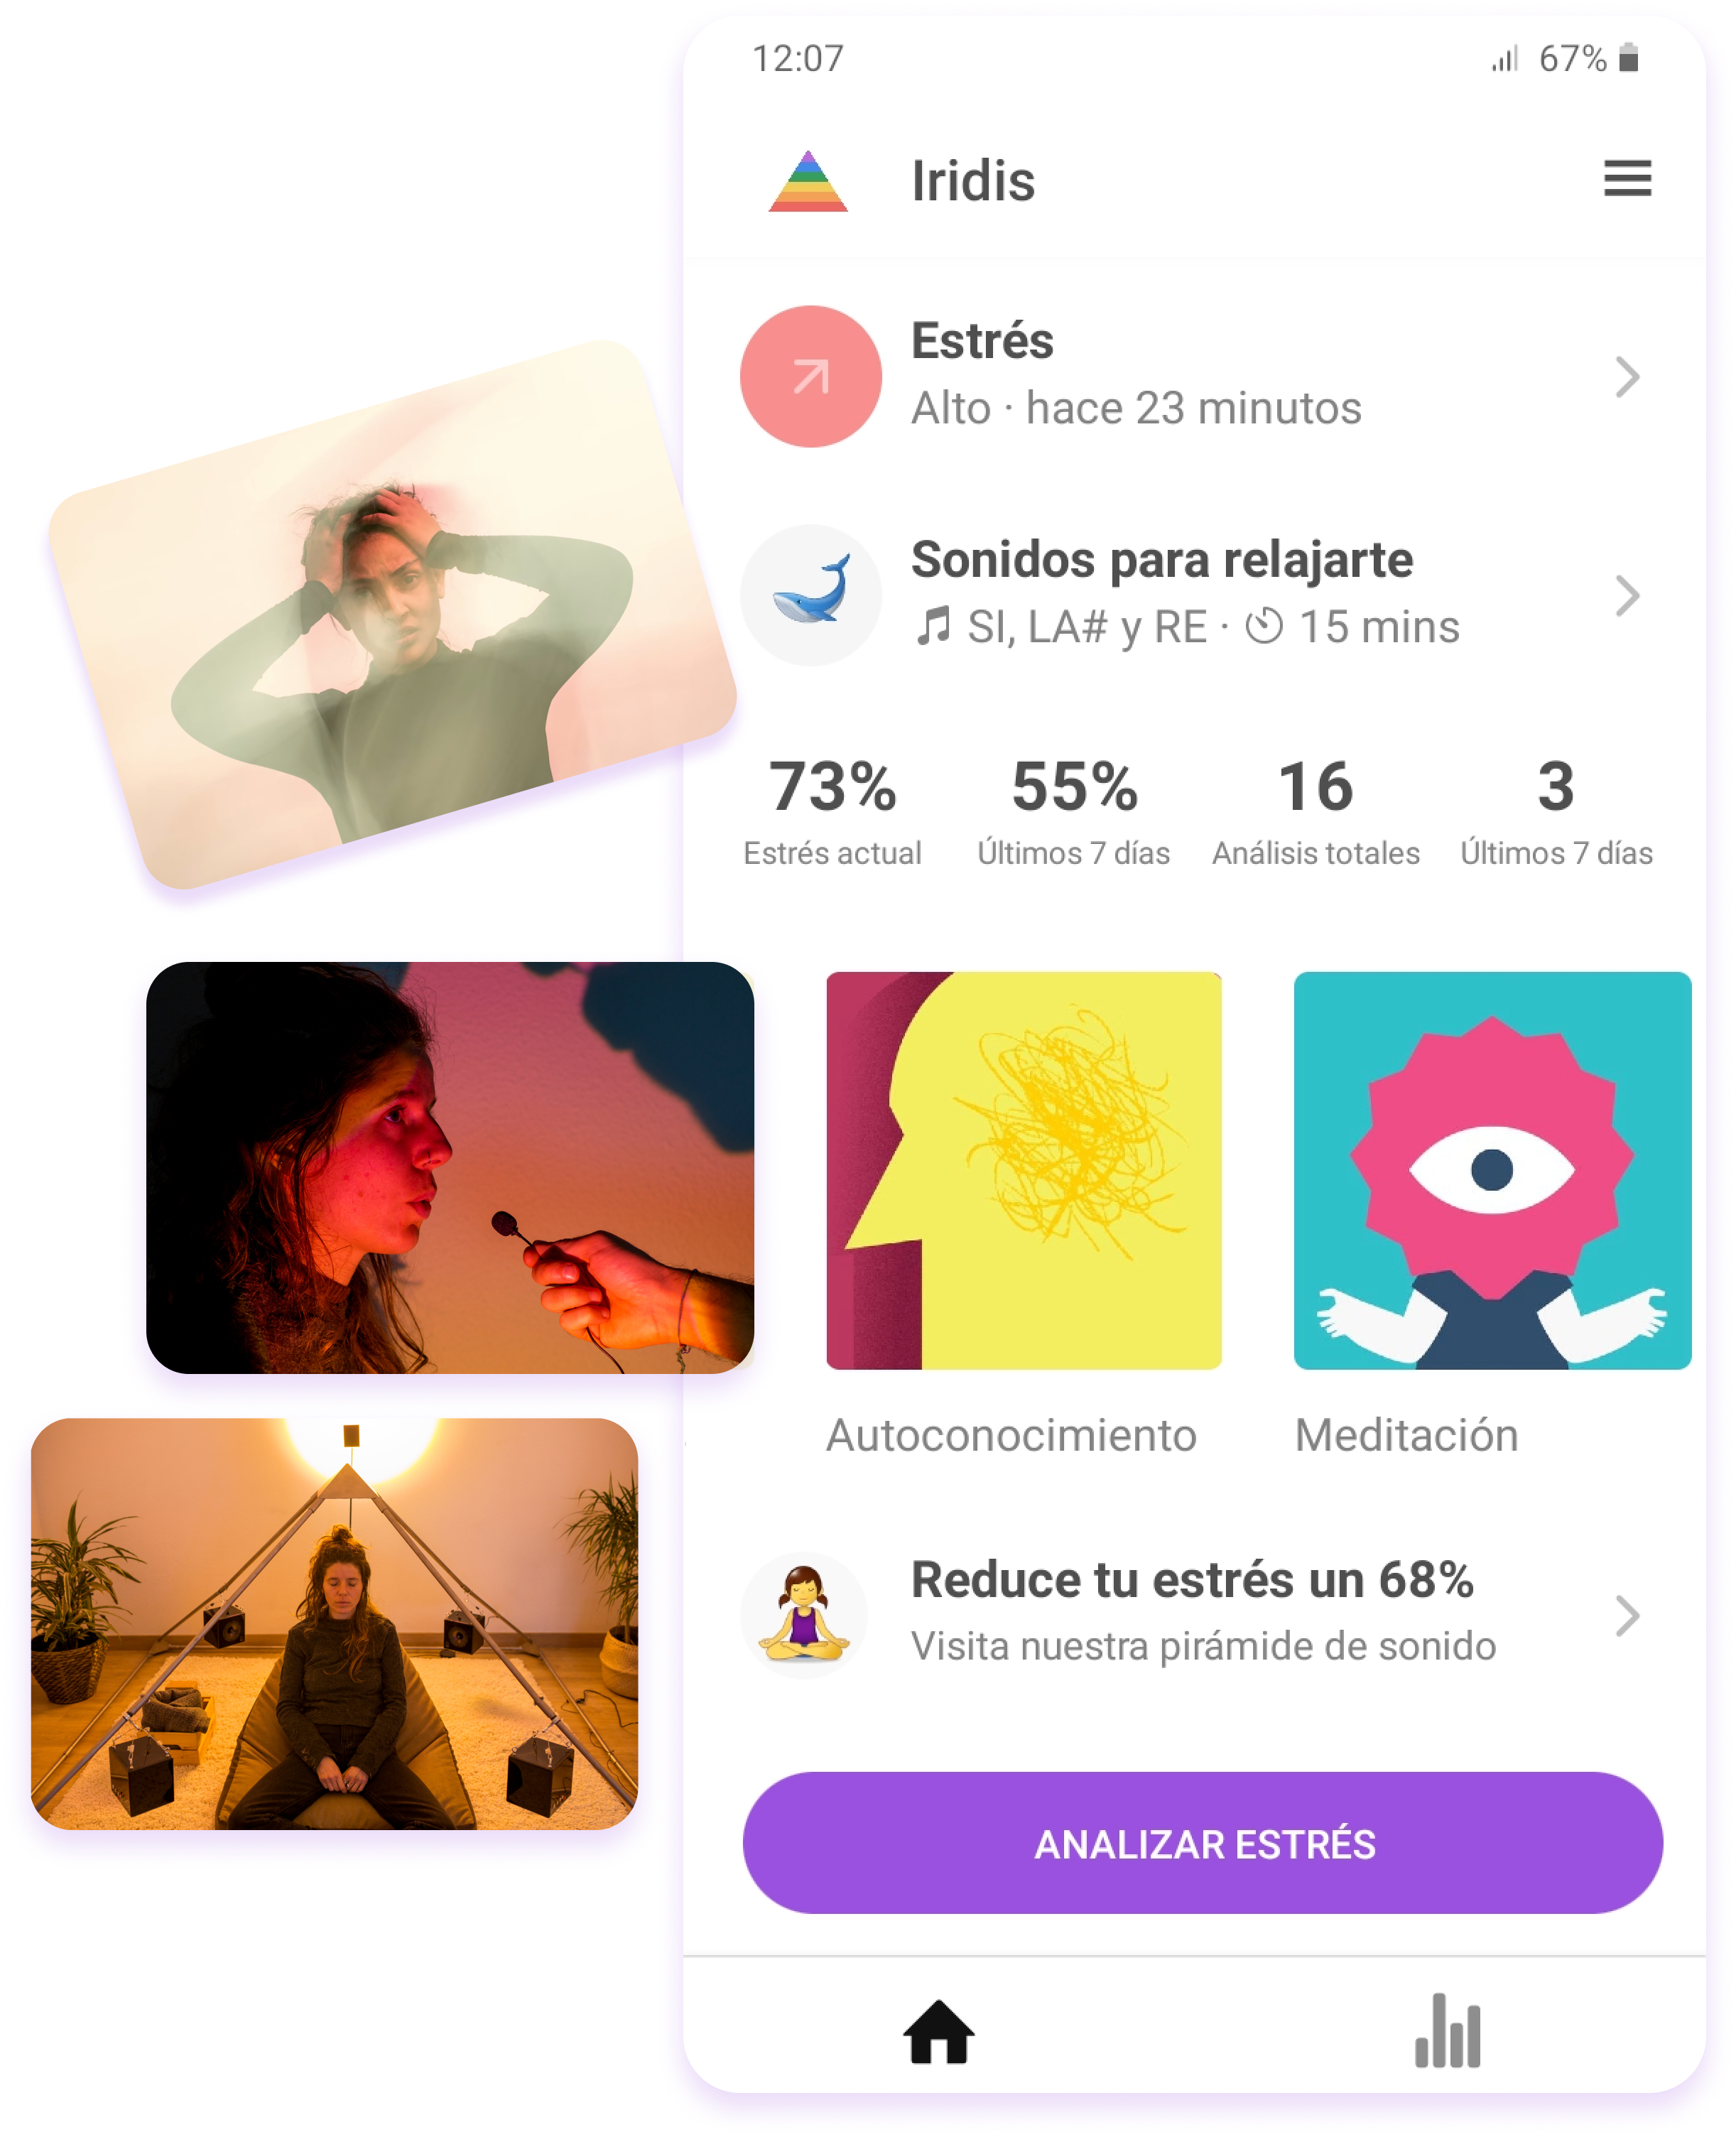 12:07
67%
Iridis
Estrés
Alto · hace 23 minutos
Sonidos para relajarte
SI, LA# y RE · 15 mins
73% 55% 16 3
Estrés actual Últimos 7 días Análisis totales Últimos 7 días
Autoconocimiento Meditación
Reduce tu estrés un 68%
Visita nuestra pirámide de sonido
ANALIZAR ESTRÉS